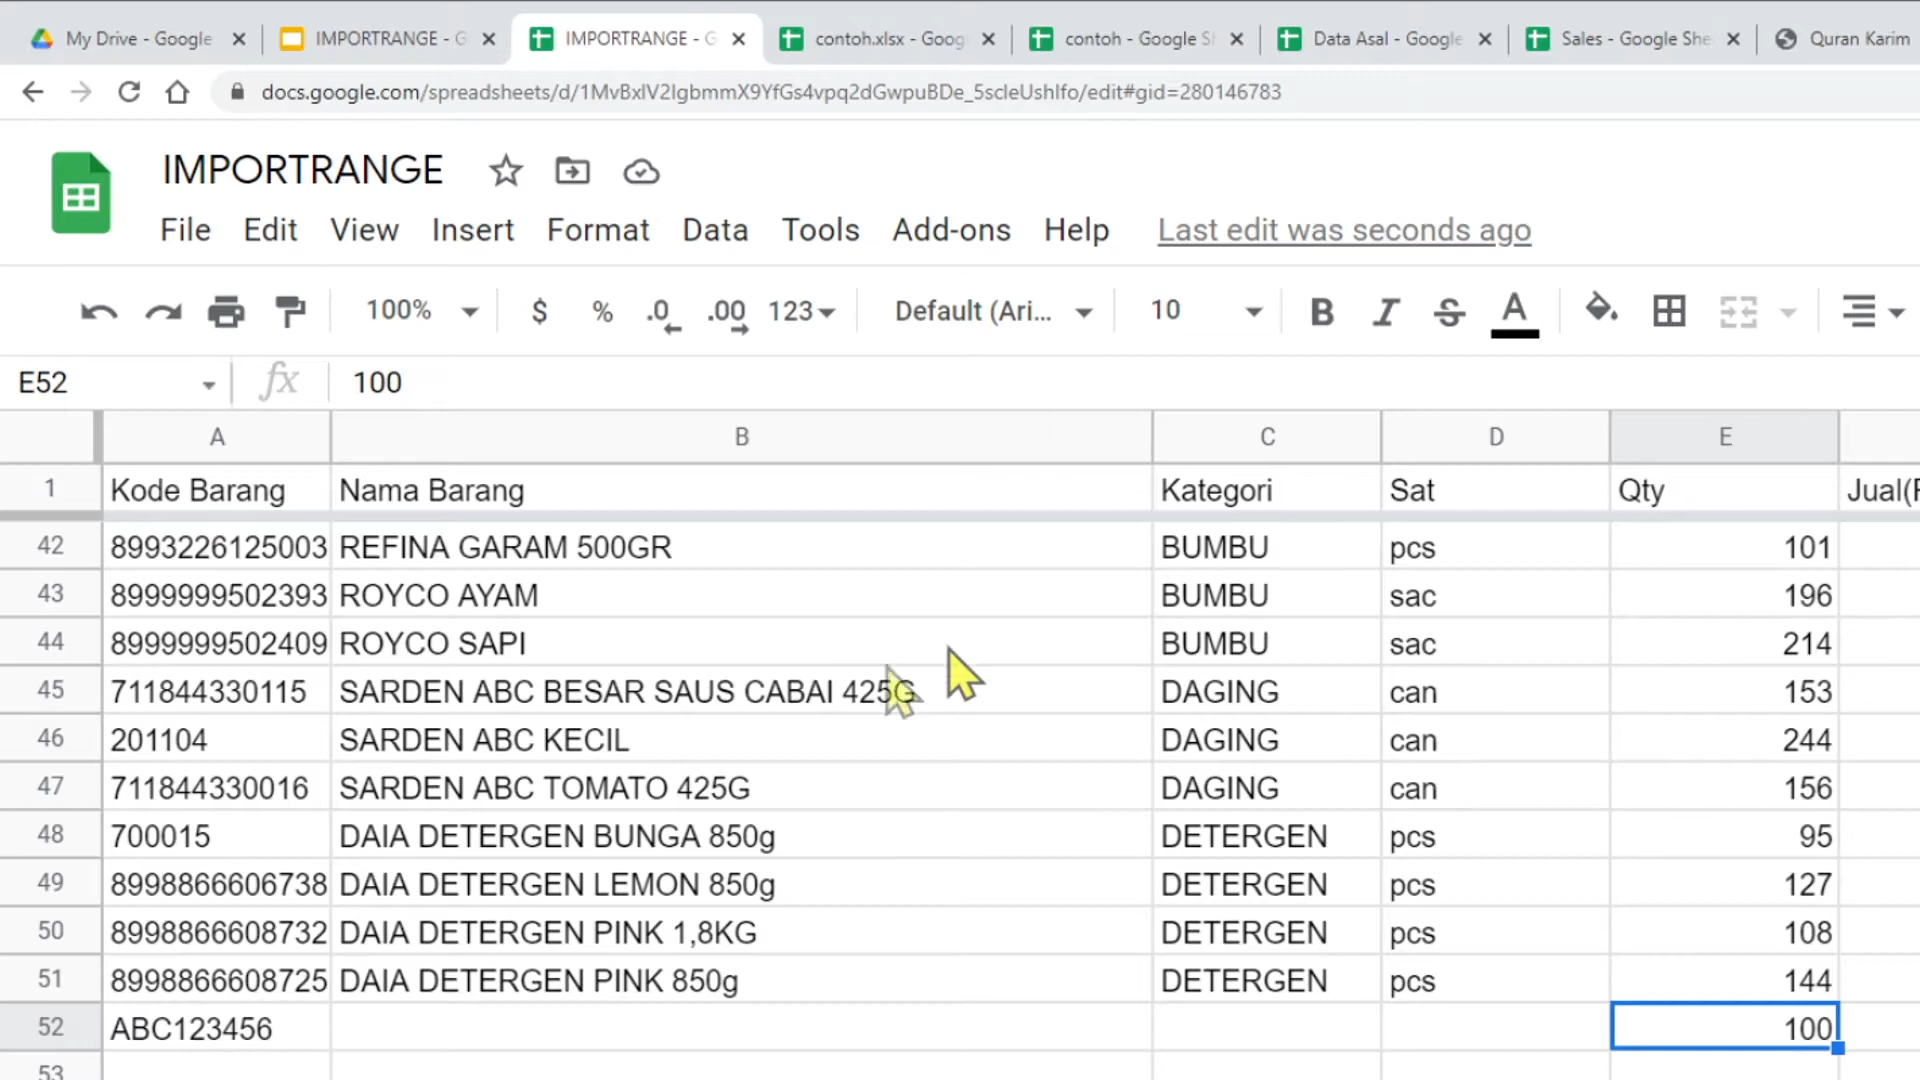 My Drive - Google
IMPORTRANGE - G
IMPORTRANGE - G
contoh.xlsx - Goog
contoh - Google S
Data Asal - Google
Sales - Google She
Quran Karim
docs.google.com/spreadsheets/d/1MvBxlV2IgbmmX9YfGs4vpq2dGwpuBDe_5scleUshlfo/edit#gid=280146783
IMPORTRANGE
File Edit View Insert Format Data Tools Add-ons Help Last edit was seconds ago
100% $ % .0 .00 123 Default (Ari... 10 B I S A
E52 fx 100
A B C D E
1 Kode Barang Nama Barang Kategori Sat Qty Jual(
42 8993226125003 REFINA GARAM 500GR BUMBU pcs 101
43 8999999502393 ROYCO AYAM BUMBU sac 196
44 8999999502409 ROYCO SAPI BUMBU sac 214
45 711844330115 SARDEN ABC BESAR SAUS CABAI 425G DAGING can 153
46 201104 SARDEN ABC KECIL DAGING can 244
47 711844330016 SARDEN ABC TOMATO 425G DAGING can 156
48 700015 DAIA DETERGEN BUNGA 850g DETERGEN pcs 95
49 8998866606738 DAIA DETERGEN LEMON 850g DETERGEN pcs 127
50 8998866608732 DAIA DETERGEN PINK 1,8KG DETERGEN pcs 108
51 8998866608725 DAIA DETERGEN PINK 850g DETERGEN pcs 144
52 ABC123456 100
53